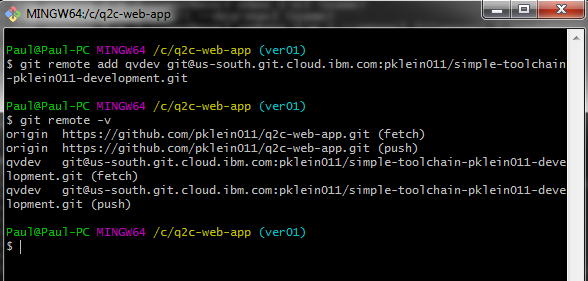 MINGW64:/c/q2c-web-app
Paul@Paul-PC MINGW64 /c/q2c-web-app (ver01)
$ git remote add qvdev git@us-south.git.cloud.ibm.com:pklein011/simple-toolchain
-pklein011-development.git
Paul@Paul-PC MINGW64 /c/q2c-web-app (ver01)
$ git remote -v
origin  https://github.com/pklein011/q2c-web-app.git (fetch)
origin  https://github.com/pklein011/q2c-web-app.git (push)
qvdev   git@us-south.git.cloud.ibm.com:pklein011/simple-toolchain-pklein011-deve
lopment.git (fetch)
qvdev   git@us-south.git.cloud.ibm.com:pklein011/simple-toolchain-pklein011-deve
lopment.git (push)
Paul@Paul-PC MINGW64 /c/q2c-web-app (ver01)
$